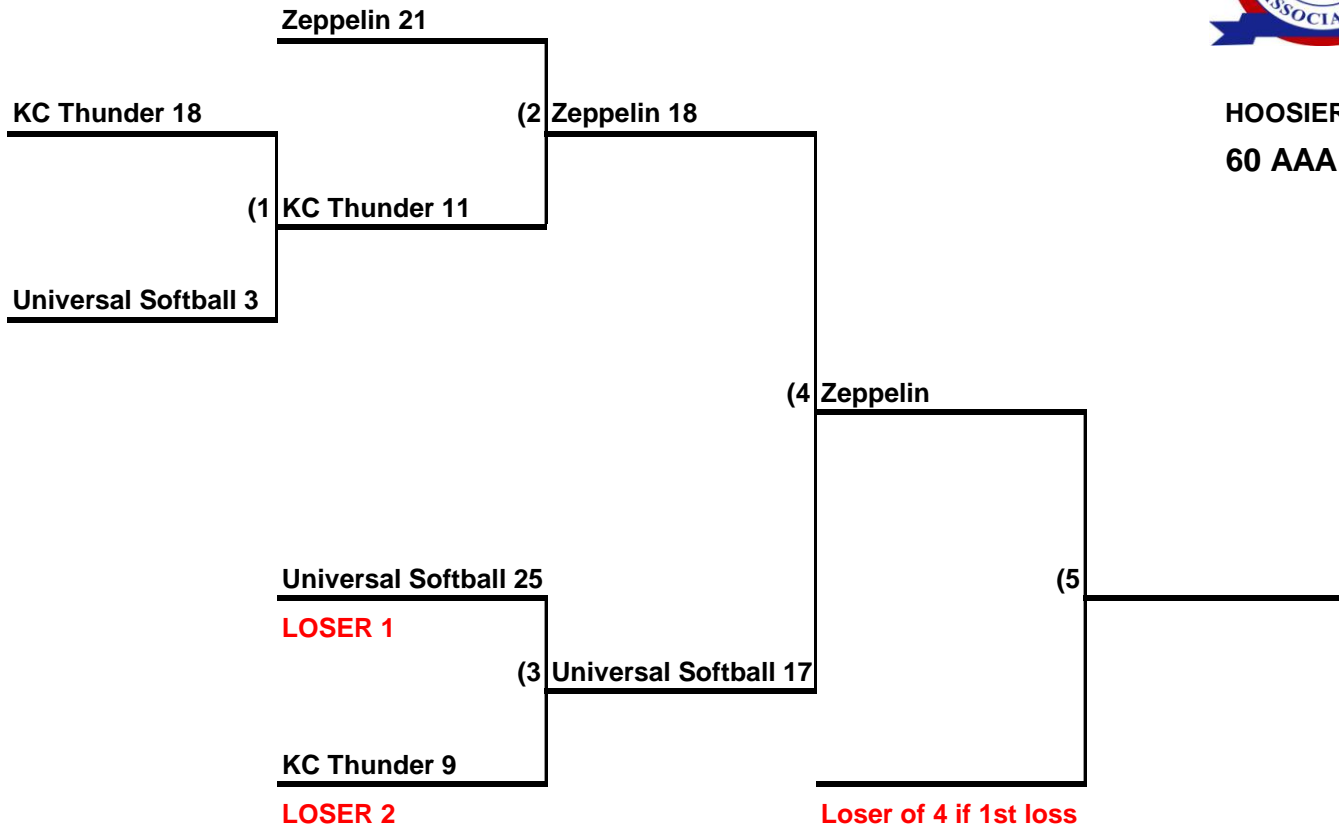 Zeppelin 21
KC Thunder 18
(2 Zeppelin 18
HOOSIER
60 AAA
(1 KC Thunder 11
Universal Softball 3
(4 Zeppelin
Universal Softball 25
(5
LOSER 1
(3 Universal Softball 17
KC Thunder 9
LOSER 2
Loser of 4 if 1st loss